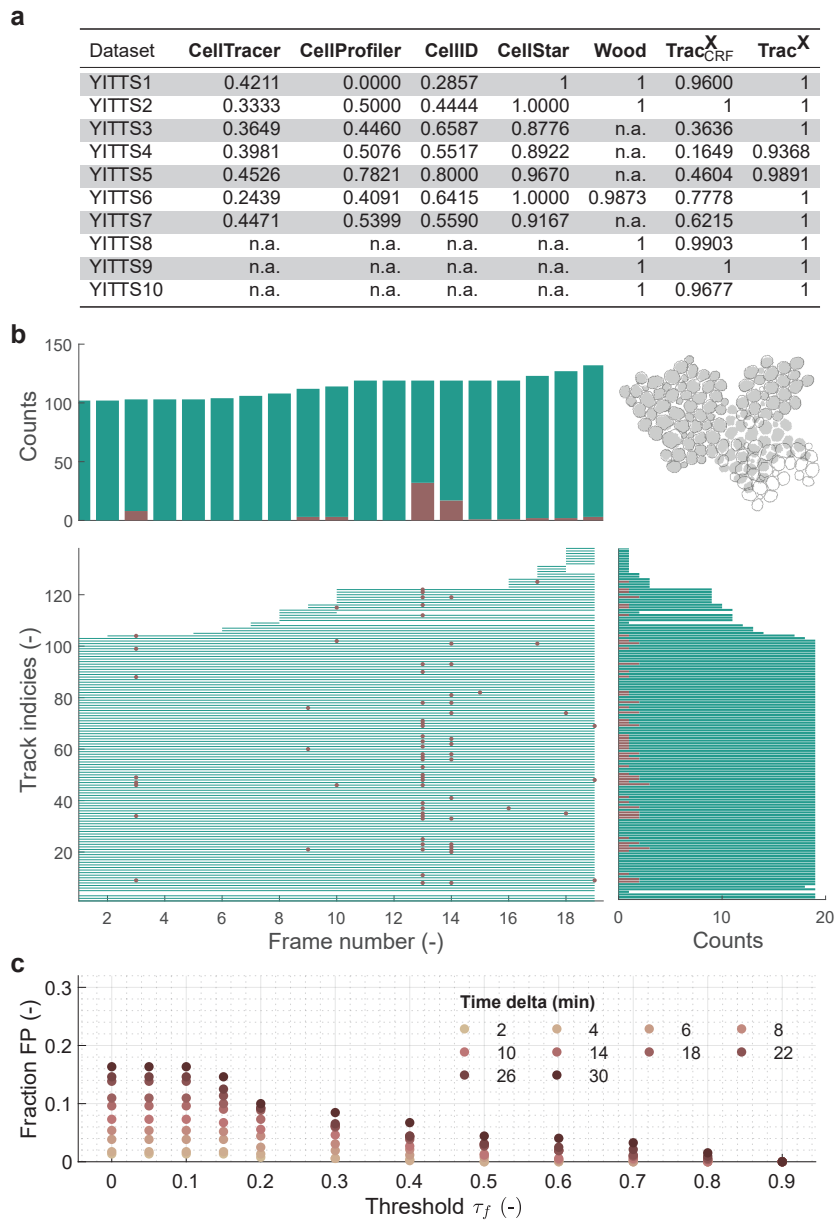 a
Dataset CellTracer CellProfiler CellID CellStar Wood Trac^X_CRF Trac^X
YITTS1 0.4211 0.0000 0.2857 1 1 0.9600 1
YITTS2 0.3333 0.5000 0.4444 1.0000 1 1 1
YITTS3 0.3649 0.4460 0.6587 0.8776 n.a. 0.3636 1
YITTS4 0.3981 0.5076 0.5517 0.8922 n.a. 0.1649 0.9368
YITTS5 0.4526 0.7821 0.8000 0.9670 n.a. 0.4604 0.9891
YITTS6 0.2439 0.4091 0.6415 1.0000 0.9873 0.7778 1
YITTS7 0.4471 0.5399 0.5590 0.9167 n.a. 0.6215 1
YITTS8 n.a. n.a. n.a. n.a. 1 0.9903 1
YITTS9 n.a. n.a. n.a. n.a. 1 1 1
YITTS10 n.a. n.a. n.a. n.a. 1 0.9677 1
b
150
100
50
0
Counts
120
100
80
60
40
20
Track indicies (-)
2 4 6 8 10 12 14 16 18
Frame number (-)
0 10 20
Counts
c
0.3
0.2
0.1
0
Fraction FP (-)
Time delta (min)
2 4 6 8
10 14 18 22
26 30
0 0.1 0.2 0.3 0.4 0.5 0.6 0.7 0.8 0.9
Threshold τ_f (-)